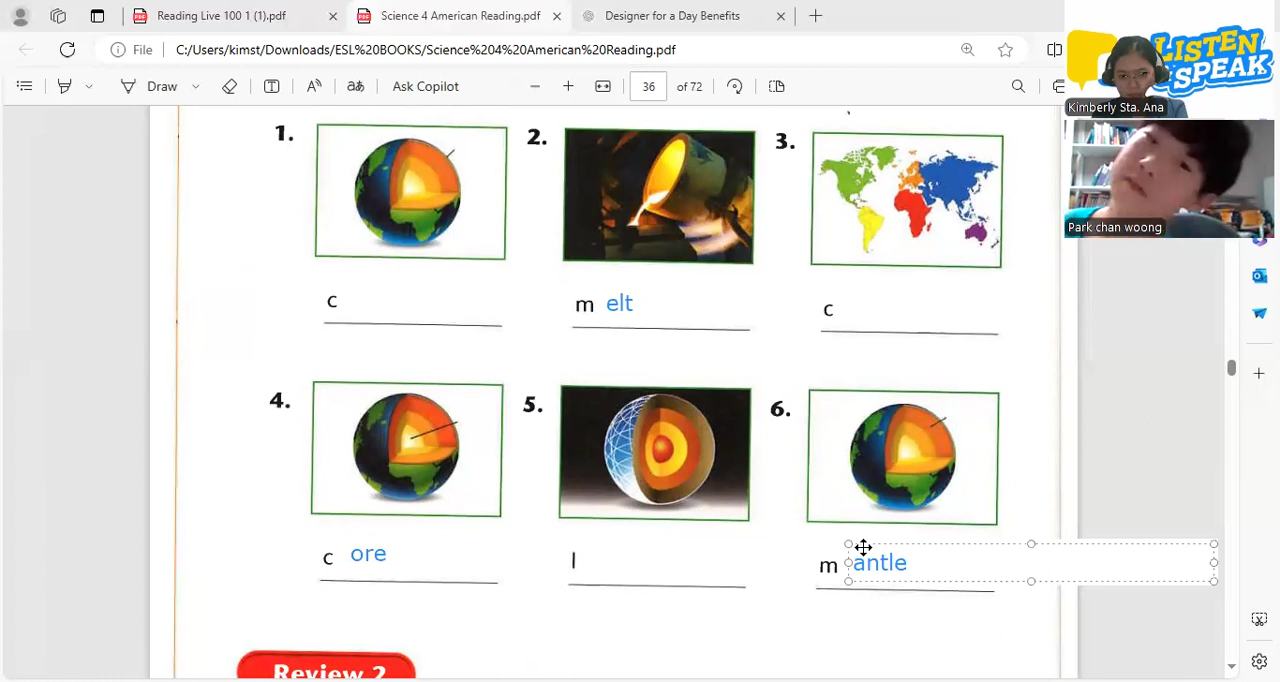 Reading Live 100 1 (1).pdf
Science 4 American Reading.pdf
Designer for a Day Benefits
File
C:/Users/kimst/Downloads/ESL%20BOOKS/Science%204%20American%20Reading.pdf
Draw
aあ
Ask Copilot
36
of 72
LISTEN
SPEAK
Kimberly Sta. Ana
Park chan woong
1.
2.
3.
c
m elt
c
4.
5.
6.
c ore
l
m antle
Review 2